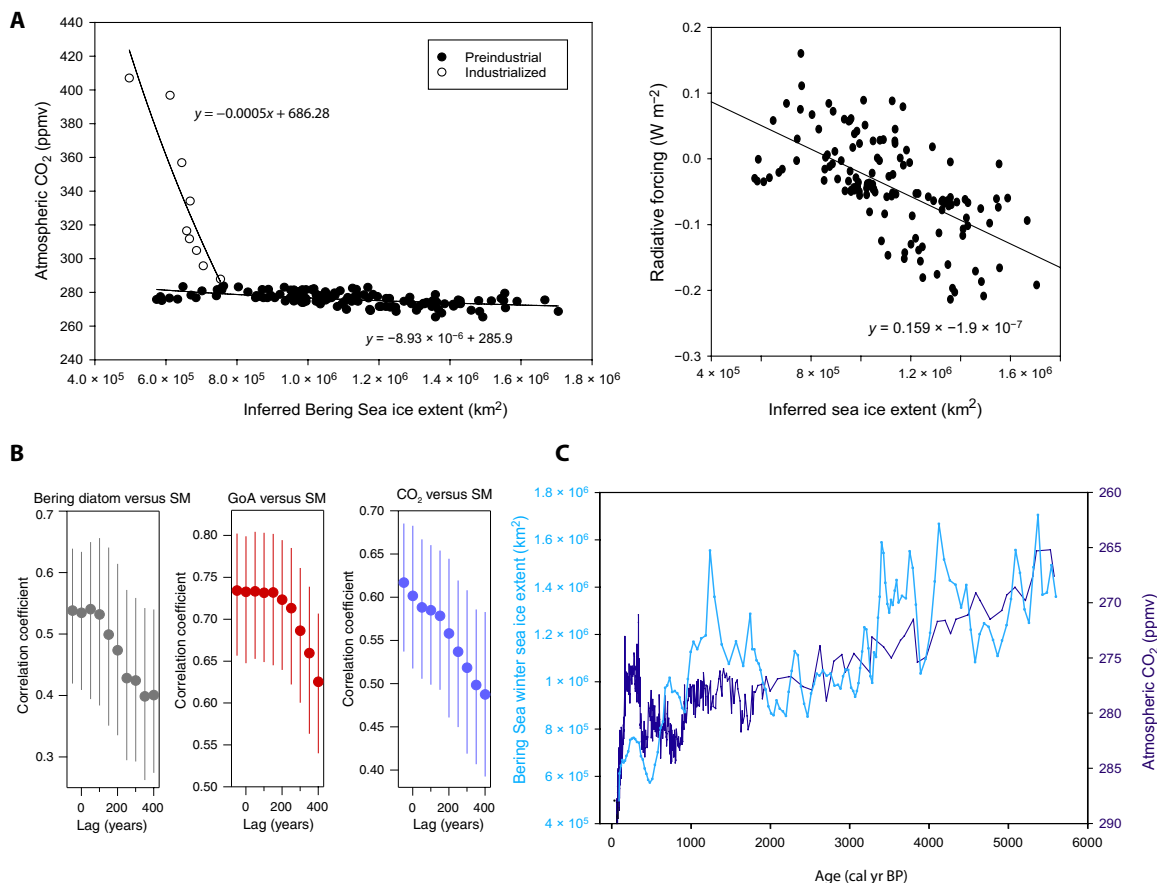 A
440
420
400
380
360
340
320
300
280
260
240
Atmospheric CO₂ (ppmv)
Preindustrial
Industrialized
y = −0.0005x + 686.28
y = −8.93 × 10⁻⁶ + 285.9
4.0 × 10⁵ 6.0 × 10⁵ 8.0 × 10⁵ 1.0 × 10⁶ 1.2 × 10⁶ 1.4 × 10⁶ 1.6 × 10⁶ 1.8 × 10⁶
Inferred Bering Sea ice extent (km²)
0.2
0.1
0.0
−0.1
−0.2
−0.3
Radiative forcing (W m⁻²)
y = 0.159 × −1.9 × 10⁻⁷
4 × 10⁵ 8 × 10⁵ 1.2 × 10⁶ 1.6 × 10⁶
Inferred sea ice extent (km²)
B
Bering diatom versus SM
0.7
0.6
0.5
0.4
0.3
Correlation coefficient
0 200 400
Lag (years)
GoA versus SM
0.80
0.75
0.70
0.65
0.60
0.55
0.50
Correlation coefficient
0 200 400
Lag (years)
CO₂ versus SM
0.70
0.60
0.50
0.40
Correlation coefficient
0 200 400
Lag (years)
C
1.8 × 10⁶
1.6 × 10⁶
1.4 × 10⁶
1.2 × 10⁶
1 × 10⁶
8 × 10⁵
6 × 10⁵
4 × 10⁵
Bering Sea winter sea ice extent (km²)
260
265
270
275
280
285
290
Atmospheric CO₂ (ppmv)
0 1000 2000 3000 4000 5000 6000
Age (cal yr BP)